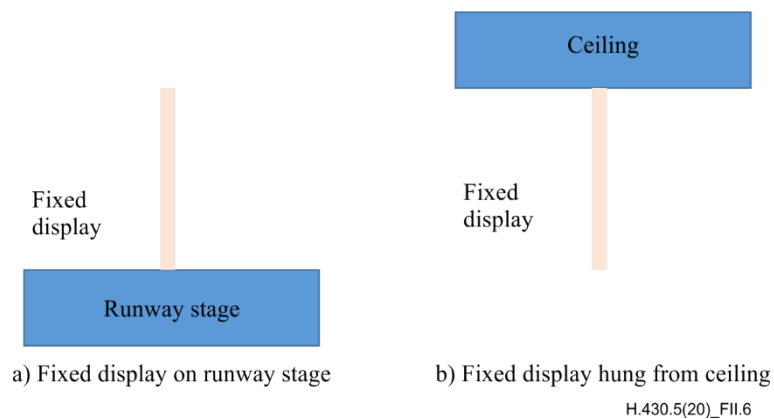 Fixed
display
Runway stage
a) Fixed display on runway stage
Ceiling
Fixed
display
b) Fixed display hung from ceiling
H.430.5(20)_FII.6